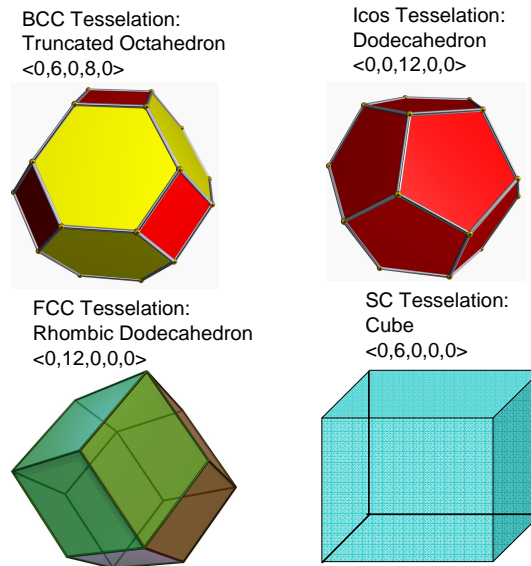 BCC Tesselation:
Truncated Octahedron
<0,6,0,8,0>
Icos Tesselation:
Dodecahedron
<0,0,12,0,0>
FCC Tesselation:
Rhombic Dodecahedron
<0,12,0,0,0>
SC Tesselation:
Cube
<0,6,0,0,0>